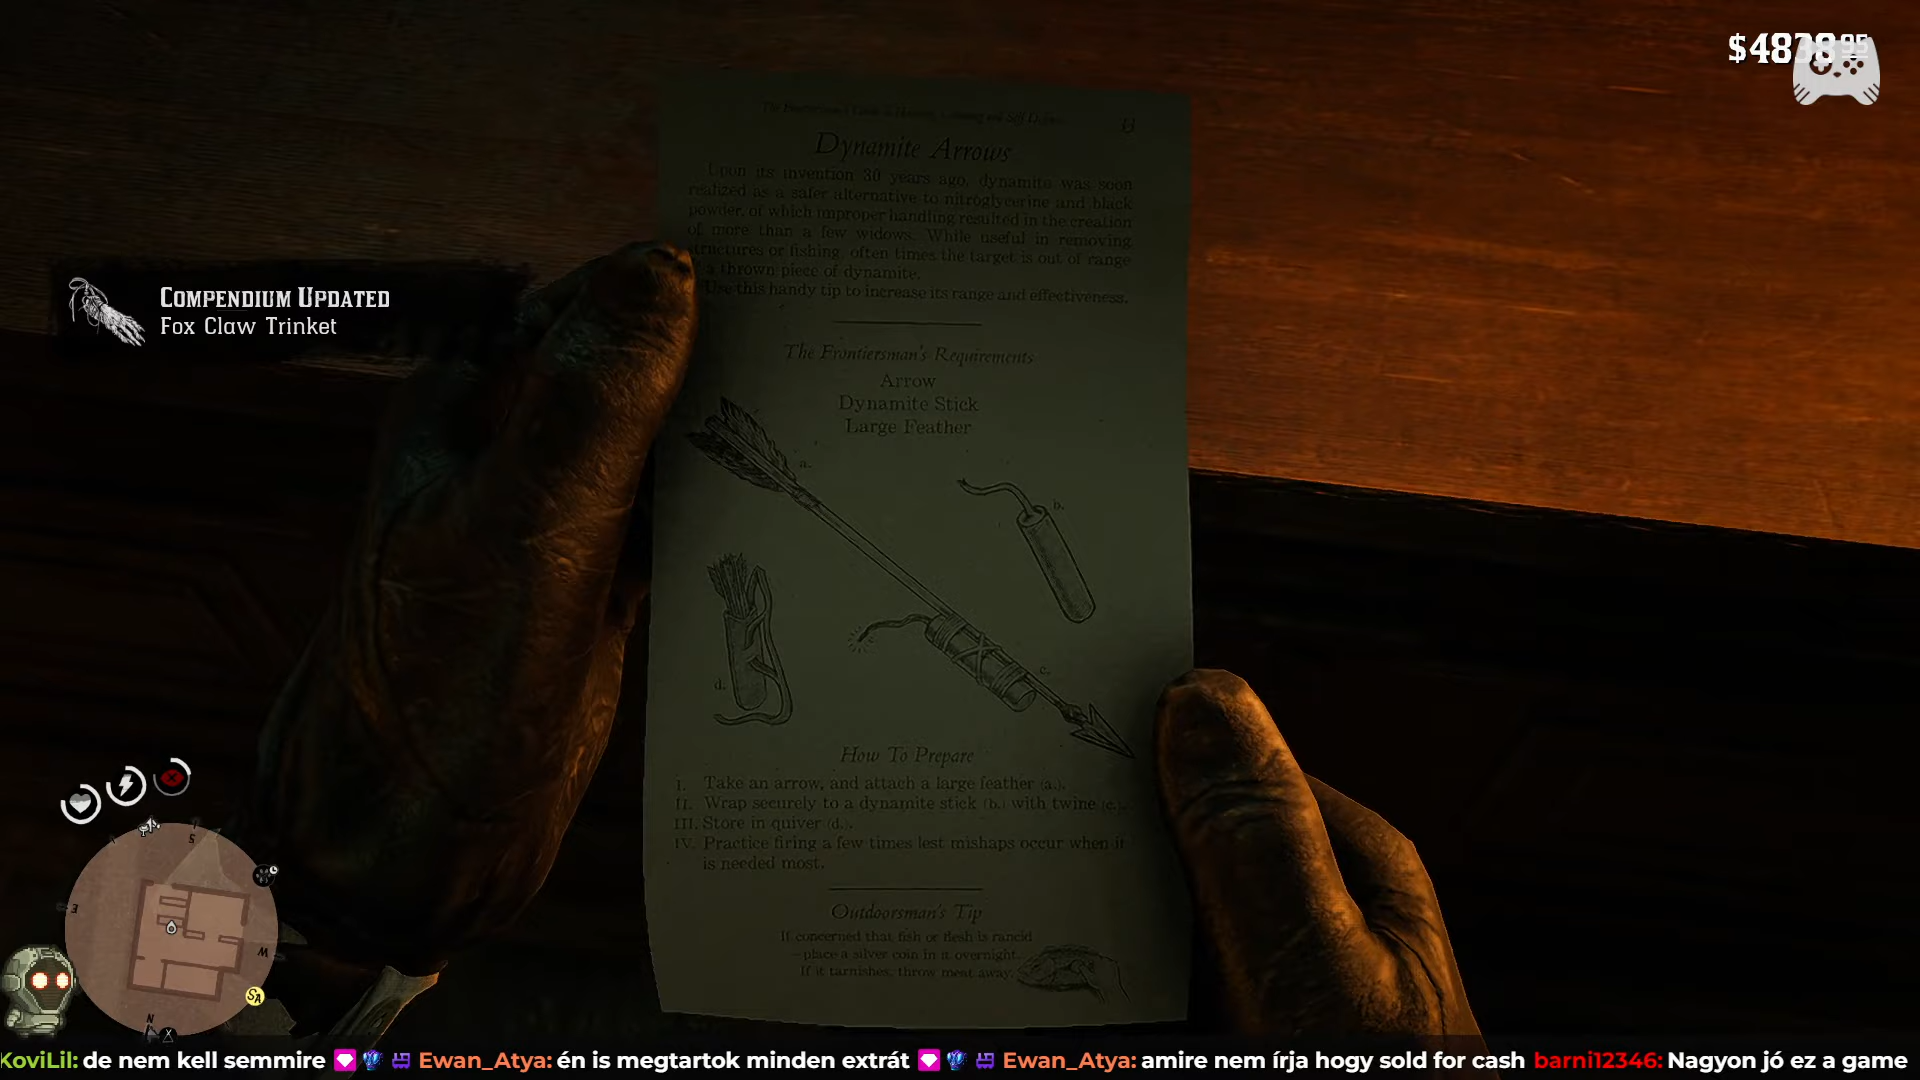 $4838 95
11
Dynamite Arrows
Upon its invention 30 years ago, dynamite was soon
realized as a safer alternative to nitroglycerine and black
powder, of which improper handling resulted in the creation
of more than a few widows. While useful in removing
structures or fishing, often times the target is out of range
a thrown piece of dynamite.
Use this handy tip to increase its range and effectiveness.
COMPENDIUM UPDATED
Fox Claw Trinket
The Frontiersman's Requirements
Arrow
Dynamite Stick
Large Feather
a.
b.
c.
d.
How To Prepare
I. Take an arrow, and attach a large feather (a.).
II. Wrap securely to a dynamite stick (b.) with twine (c.).
III. Store in quiver (d.).
IV. Practice firing a few times lest mishaps occur when it
is needed most.
Outdoorsman's Tip
If concerned that fish or flesh is rancid
- place a silver coin in it overnight.
If it tarnishes, throw meat away.
S
E
W
N
SA
X
KoviLil: de nem kell semmire Ewan_Atya: én is megtartok minden extrát Ewan_Atya: amire nem írja hogy sold for cash barni12346: Nagyon jó ez a game